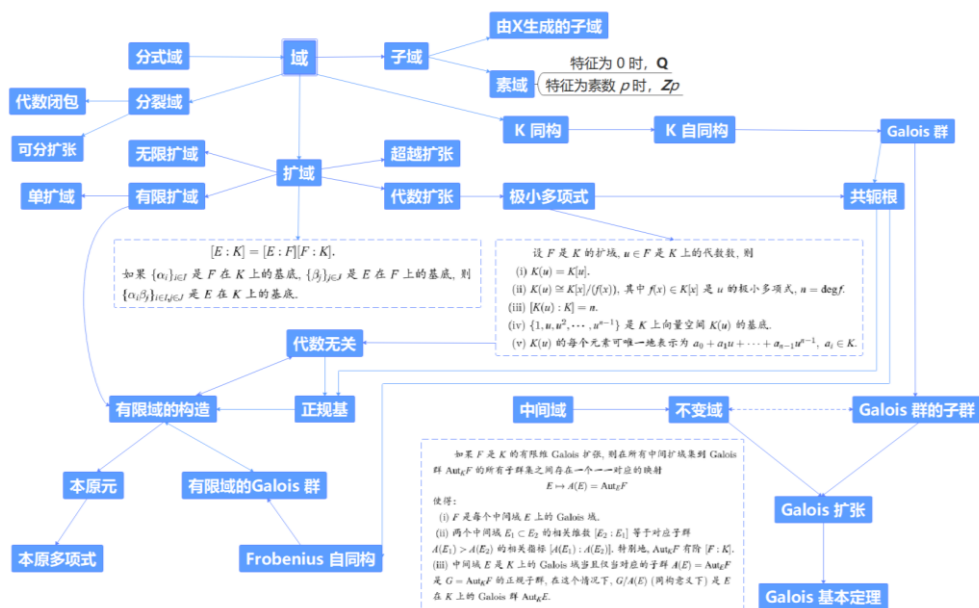 由X生成的子域
分式域
域
子域
特征为 0 时，Q
素域
特征为素数 p 时，Zp
代数闭包
分裂域
K 同构
K 自同构
Galois 群
可分扩张
无限扩域
超越扩张
扩域
单扩域
有限扩域
代数扩张
极小多项式
共轭根
[E : K] = [E : F][F : K].
如果 {α_i}_{i∈I} 是 F 在 K 上的基底, {β_j}_{j∈J} 是 E 在 F 上的基底, 则
{α_iβ_j}_{i∈I,j∈J} 是 E 在 K 上的基底.
设 F 是 K 的扩域, u ∈ F 是 K 上的代数数, 则
(i) K(u) = K[u].
(ii) K(u) ≅ K[x]/(f(x)), 其中 f(x) ∈ K[x] 是 u 的极小多项式, n = degf.
(iii) [K(u) : K] = n.
(iv) {1, u, u², ⋯ , uⁿ⁻¹} 是 K 上向量空间 K(u) 的基底.
(v) K(u) 的每个元素可唯一地表示为 a₀ + a₁u + ⋯ + aₙ₋₁uⁿ⁻¹, aᵢ ∈ K.
代数无关
有限域的构造
正规基
中间域
不变域
Galois 群的子群
如果 F 是 K 的有限维 Galois 扩张, 则在所有中间扩域集到 Galois
群 Aut_KF 的所有子群集之间存在一个一一对应的映射
E ↦ A(E) = Aut_EF
使得:
(i) F 是每个中间域 E 上的 Galois 域.
(ii) 两个中间域 E₁ ⊂ E₂ 的相关维数 [E₂ : E₁] 等于对应子群
A(E₁) > A(E₂) 的相关指标 [A(E₁) : A(E₂)], 特别地, Aut_KF 有阶 [F : K].
(iii) 中间域 E 是 K 上的 Galois 域当且仅当对应的子群 A(E) = Aut_EF
是 G = Aut_KF 的正规子群, 在这个情况下, G/A(E) (同构意义下) 是 E
在 K 上的 Galois 群 Aut_KE.
本原元
有限域的Galois 群
Galois 扩张
本原多项式
Frobenius 自同构
Galois 基本定理